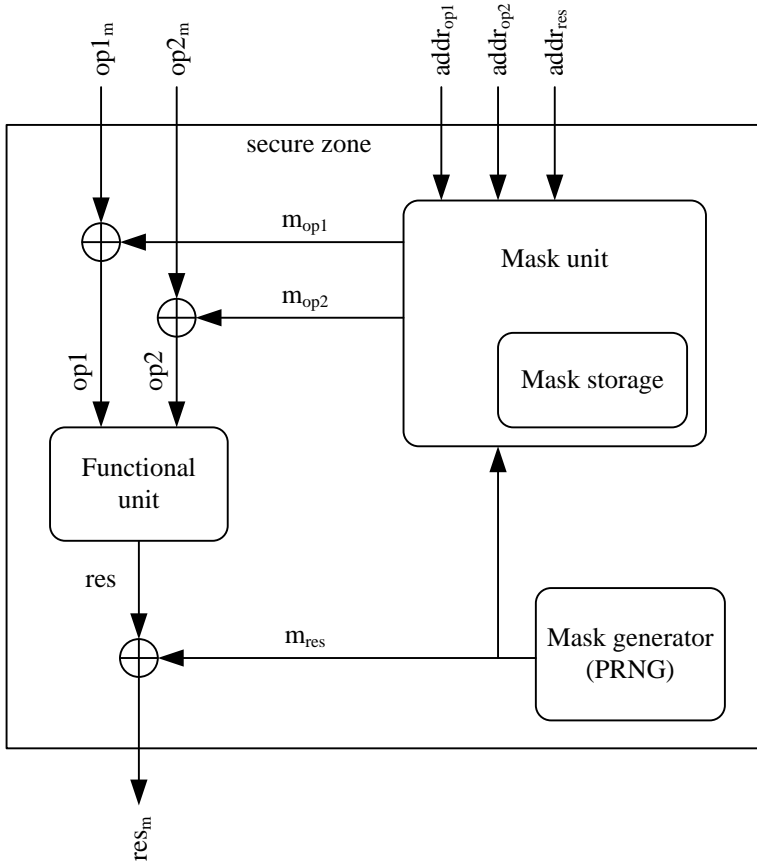 op1m
op2m
addrop1
addrop2
addrres
secure zone
mop1
Mask unit
mop2
op1
op2
Mask storage
Functional
unit
res
mres
Mask generator
(PRNG)
resm